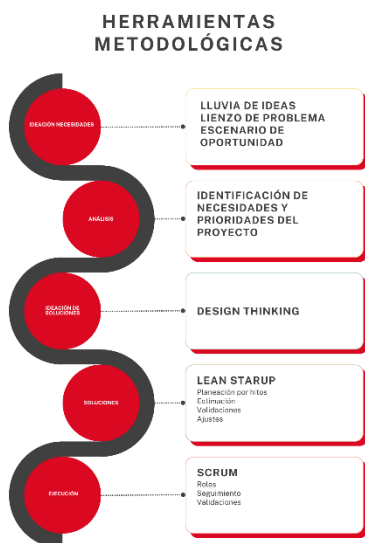 HERRAMIENTAS
METODOLÓGICAS
IDEACIÓN NECESIDADES
LLUVIA DE IDEAS
LIENZO DE PROBLEMA
ESCENARIO DE
OPORTUNIDAD
ANÁLISIS
IDENTIFICACIÓN DE
NECESIDADES Y
PRIORIDADES DEL
PROYECTO
IDEACIÓN DE
SOLUCIONES
DESIGN THINKING
SOLUCIONES
LEAN STARUP
Planeación por hitos
Estimación
Validaciones
Ajustes
EJECUCIÓN
SCRUM
Roles
Seguimiento
Validaciones